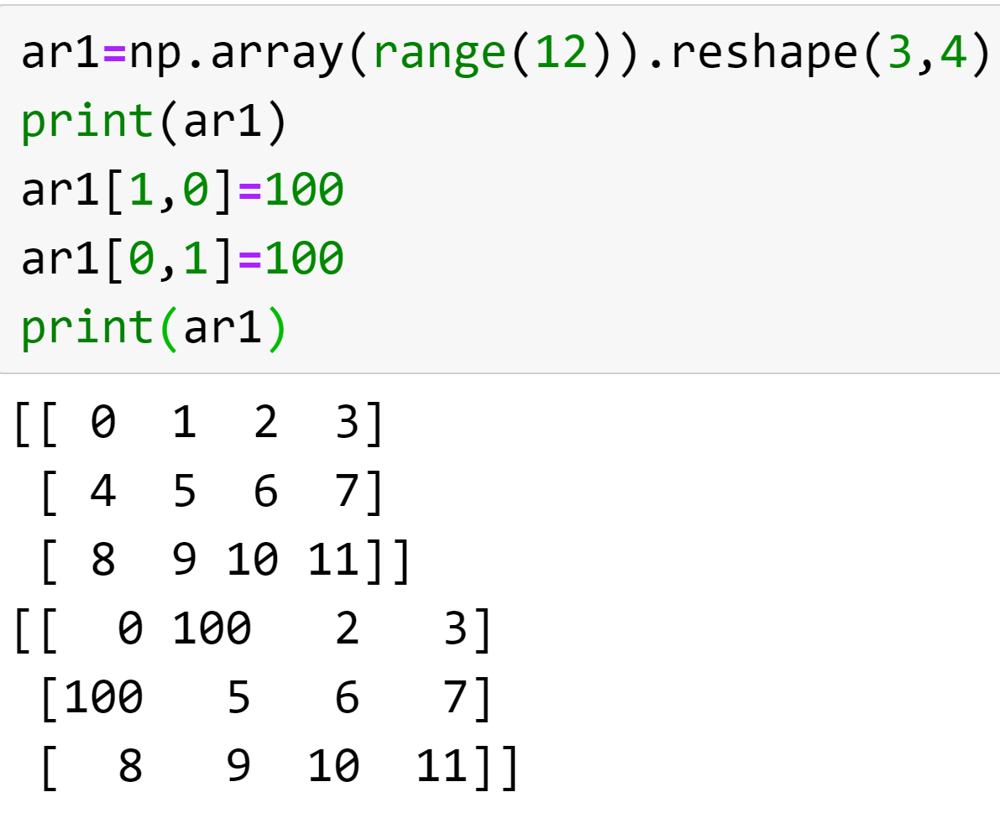 ar1=np.array(range(12)).reshape(3,4)
print(ar1)
ar1[1,0]=100
ar1[0,1]=100
print(ar1)
[[ 0  1  2  3]
 [ 4  5  6  7]
 [ 8  9 10 11]]
[[  0 100   2   3]
 [100   5   6   7]
 [  8   9  10  11]]